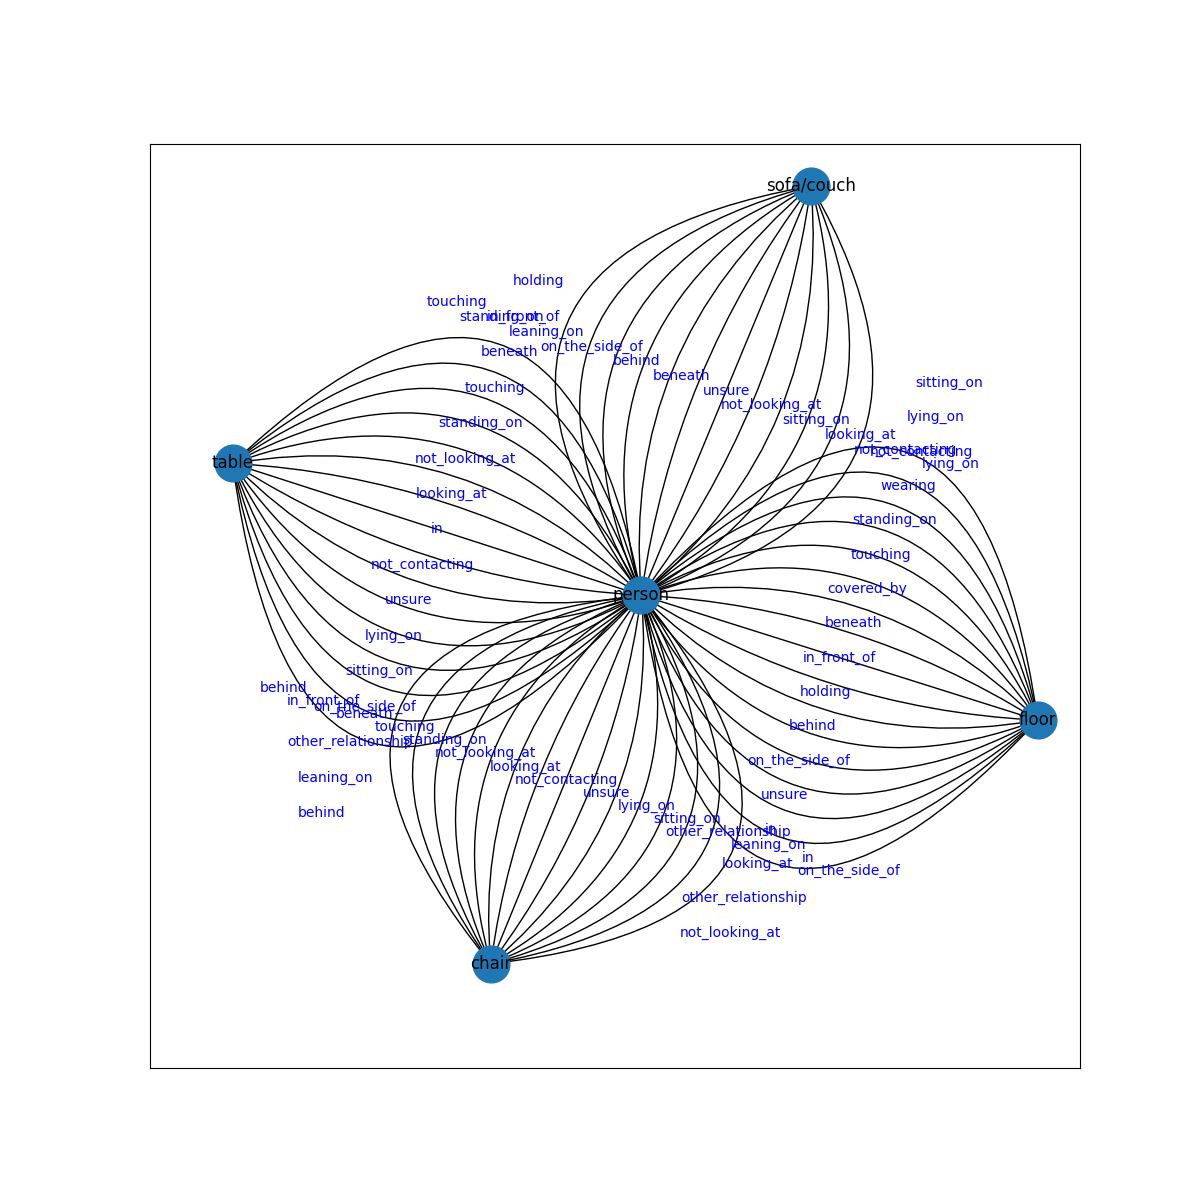 sofa/couch
holding
touching
standing_on
in_front_of
leaning_on
on_the_side_of
beneath
behind
beneath
sitting_on
touching
unsure
not_looking_at
lying_on
standing_on
sitting_on
looking_at
not_contacting
not_contacting
not_looking_at
table
lying_on
wearing
looking_at
standing_on
in
touching
not_contacting
covered_by
person
unsure
beneath
lying_on
in_front_of
sitting_on
behind
holding
in_front_of
on_the_side_of
beneath
floor
touching
behind
other_relationship
standing_on
not_looking_at
on_the_side_of
looking_at
leaning_on
not_contacting
unsure
unsure
lying_on
behind
sitting_on
other_relationship
in
leaning_on
in
looking_at
on_the_side_of
other_relationship
not_looking_at
chair